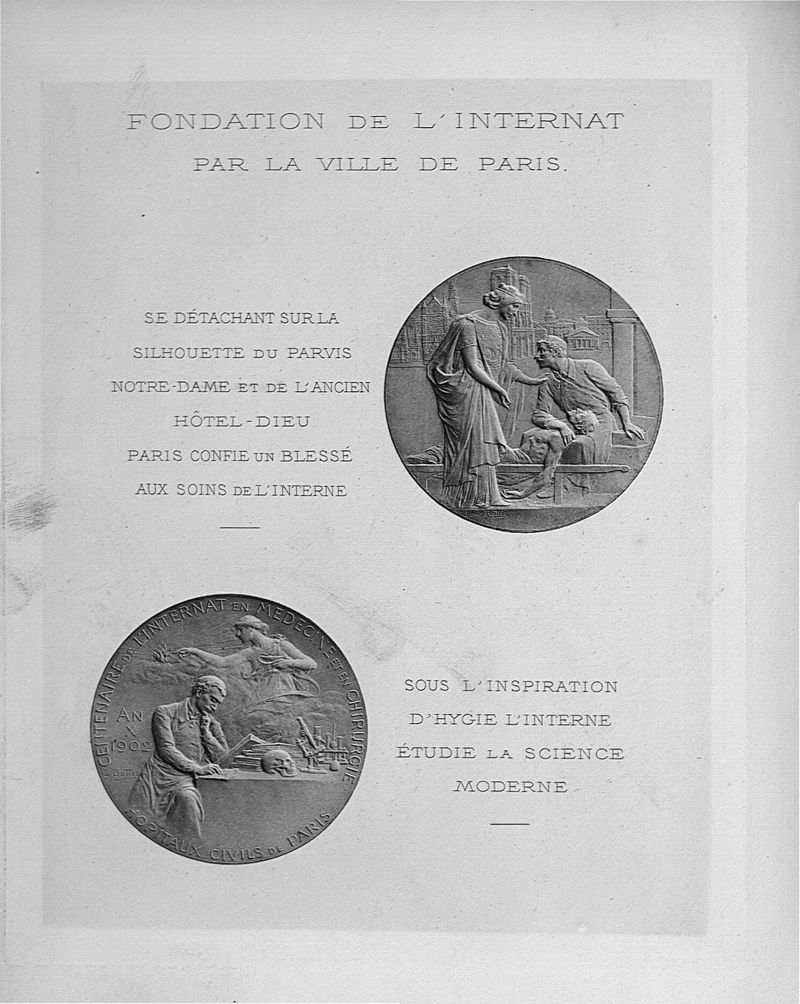 FONDATION DE L'INTERNAT
PAR LA VILLE DE PARIS.
SE DÉTACHANT SUR LA
SILHOUETTE DU PARVIS
NOTRE-DAME ET DE L'ANCIEN
HÔTEL-DIEU
PARIS CONFIE UN BLESSÉ
AUX SOINS DE L'INTERNE
CENTENAIRE DE L'INTERNAT EN MEDECINE ET EN CHIRURGIE
AN
X
1902
HOPITAUX CIVILS DE PARIS
SOUS L'INSPIRATION
D'HYGIE L'INTERNE
ÉTUDIE LA SCIENCE
MODERNE